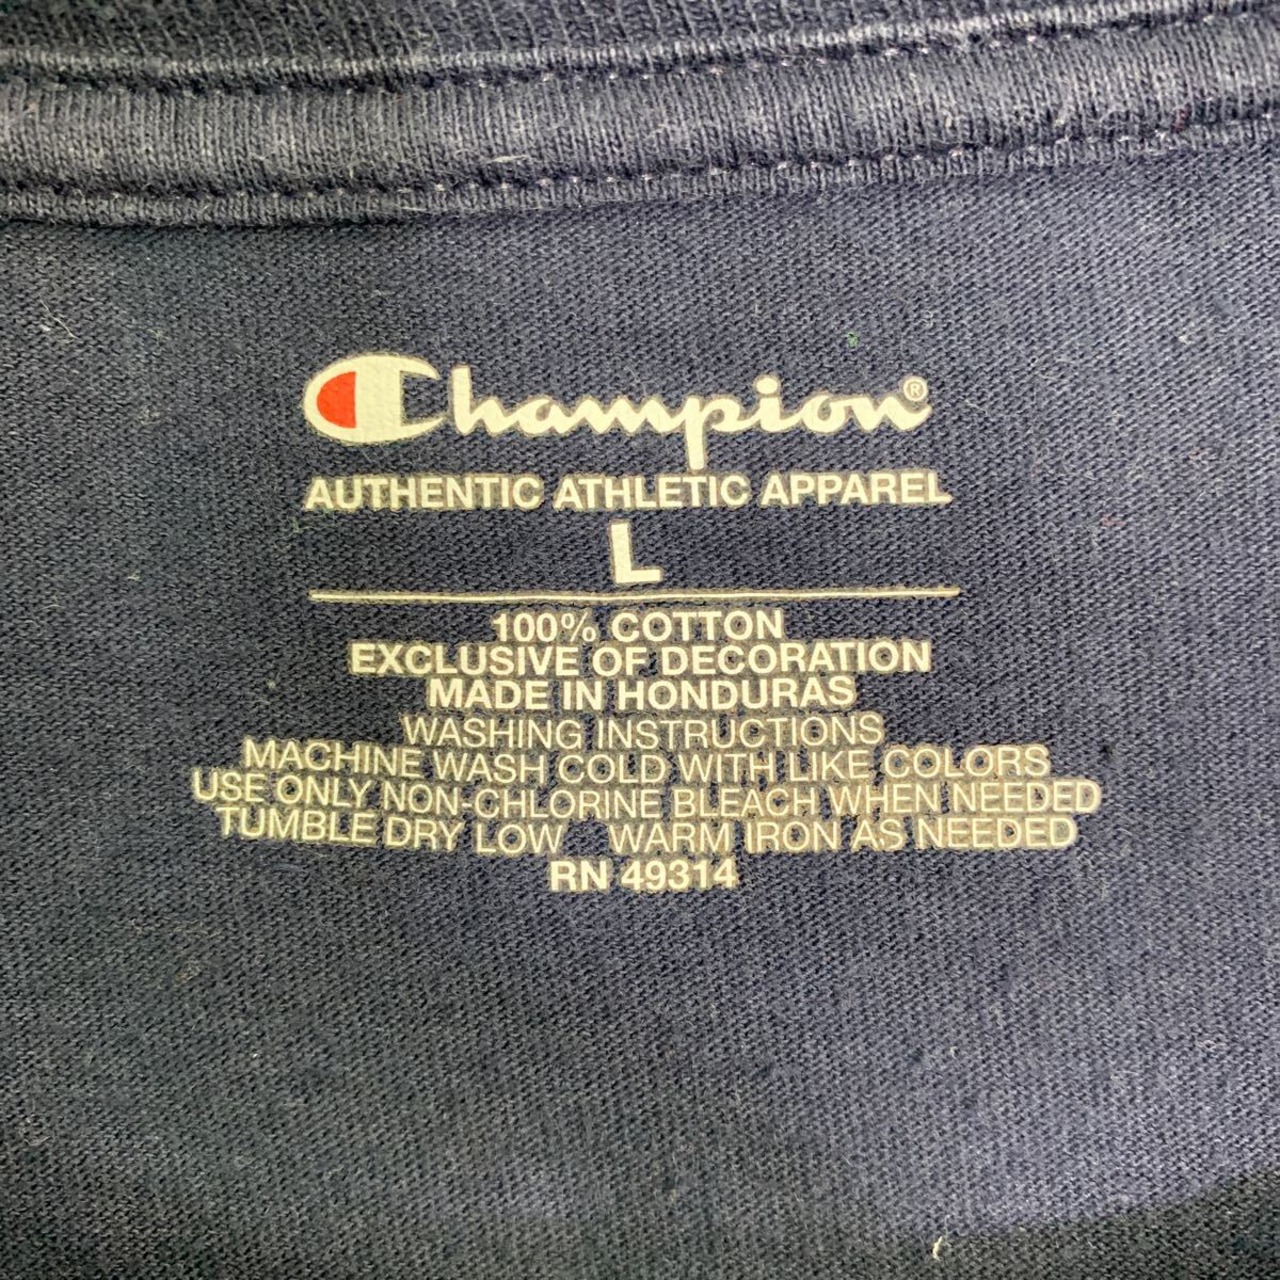 Champion®
AUTHENTIC ATHLETIC APPAREL
L
100% COTTON
EXCLUSIVE OF DECORATION
MADE IN HONDURAS
WASHING INSTRUCTIONS
MACHINE WASH COLD WITH LIKE COLORS
USE ONLY NON-CHLORINE BLEACH WHEN NEEDED
TUMBLE DRY LOW WARM IRON AS NEEDED
RN 49314